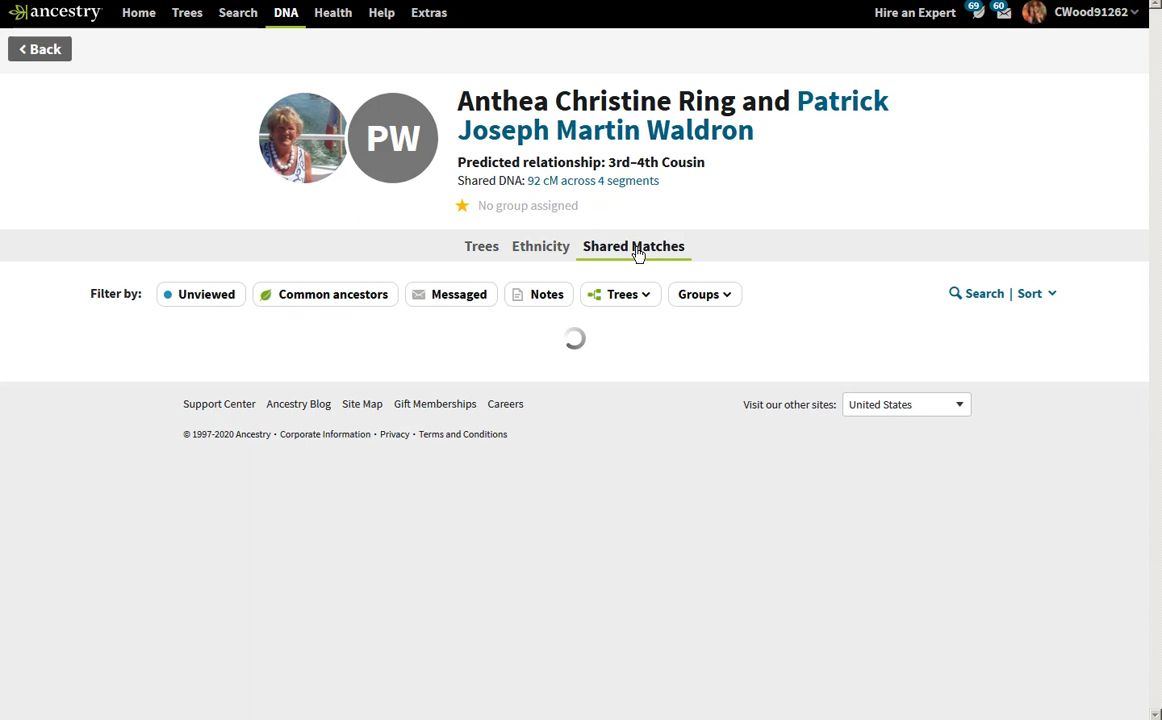 ancestry Home Trees Search DNA Health Help Extras Hire an Expert 69 60 CWood91262
Back
PW
Anthea Christine Ring and Patrick
Joseph Martin Waldron
Predicted relationship: 3rd–4th Cousin
Shared DNA: 92 cM across 4 segments
No group assigned
Trees Ethnicity Shared Matches
Filter by: Unviewed Common ancestors Messaged Notes Trees Groups Search | Sort
Support Center Ancestry Blog Site Map Gift Memberships Careers Visit our other sites: United States
© 1997-2020 Ancestry • Corporate Information • Privacy • Terms and Conditions